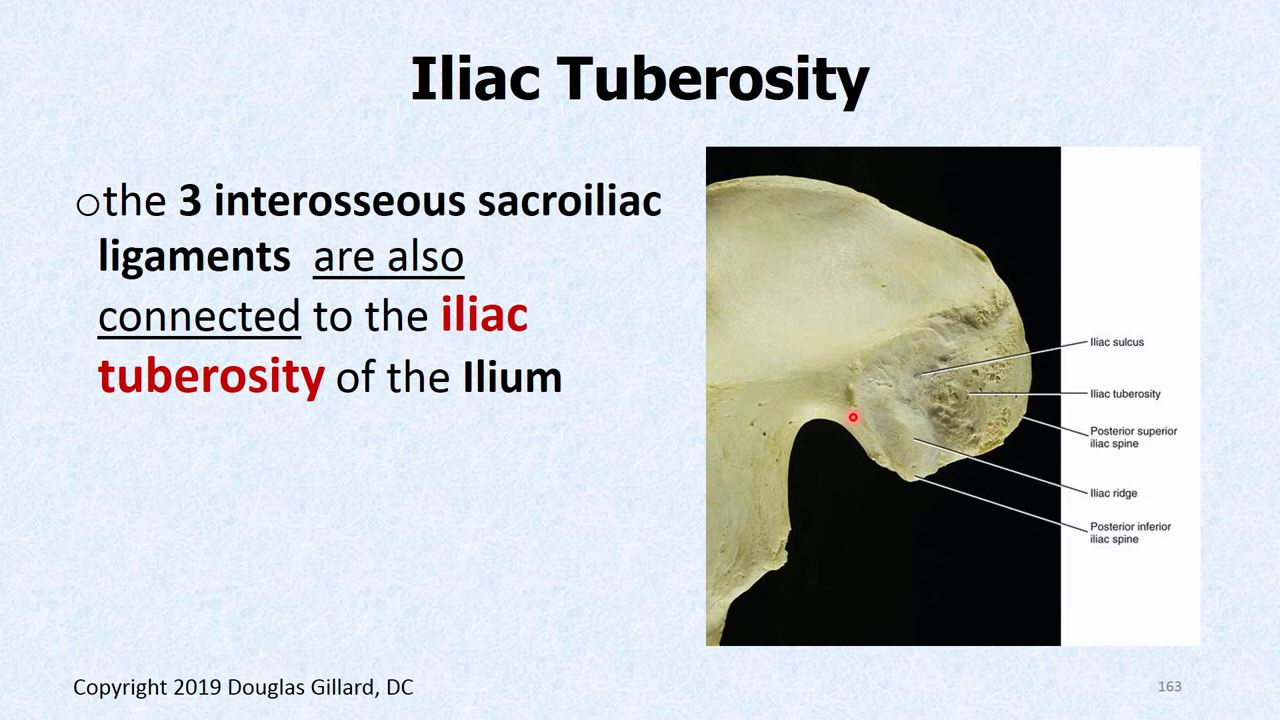 Iliac Tuberosity
○the 3 interosseous sacroiliac
ligaments are also
connected to the iliac
tuberosity of the Ilium
Iliac sulcus
Iliac tuberosity
Posterior superior
iliac spine
Iliac ridge
Posterior inferior
iliac spine
Copyright 2019 Douglas Gillard, DC
163